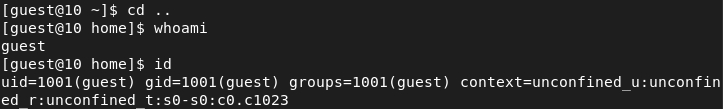 [guest@10 ~]$ cd ..
[guest@10 home]$ whoami
guest
[guest@10 home]$ id
uid=1001(guest) gid=1001(guest) groups=1001(guest) context=unconfined_u:unconfin
ed_r:unconfined_t:s0-s0:c0.c1023